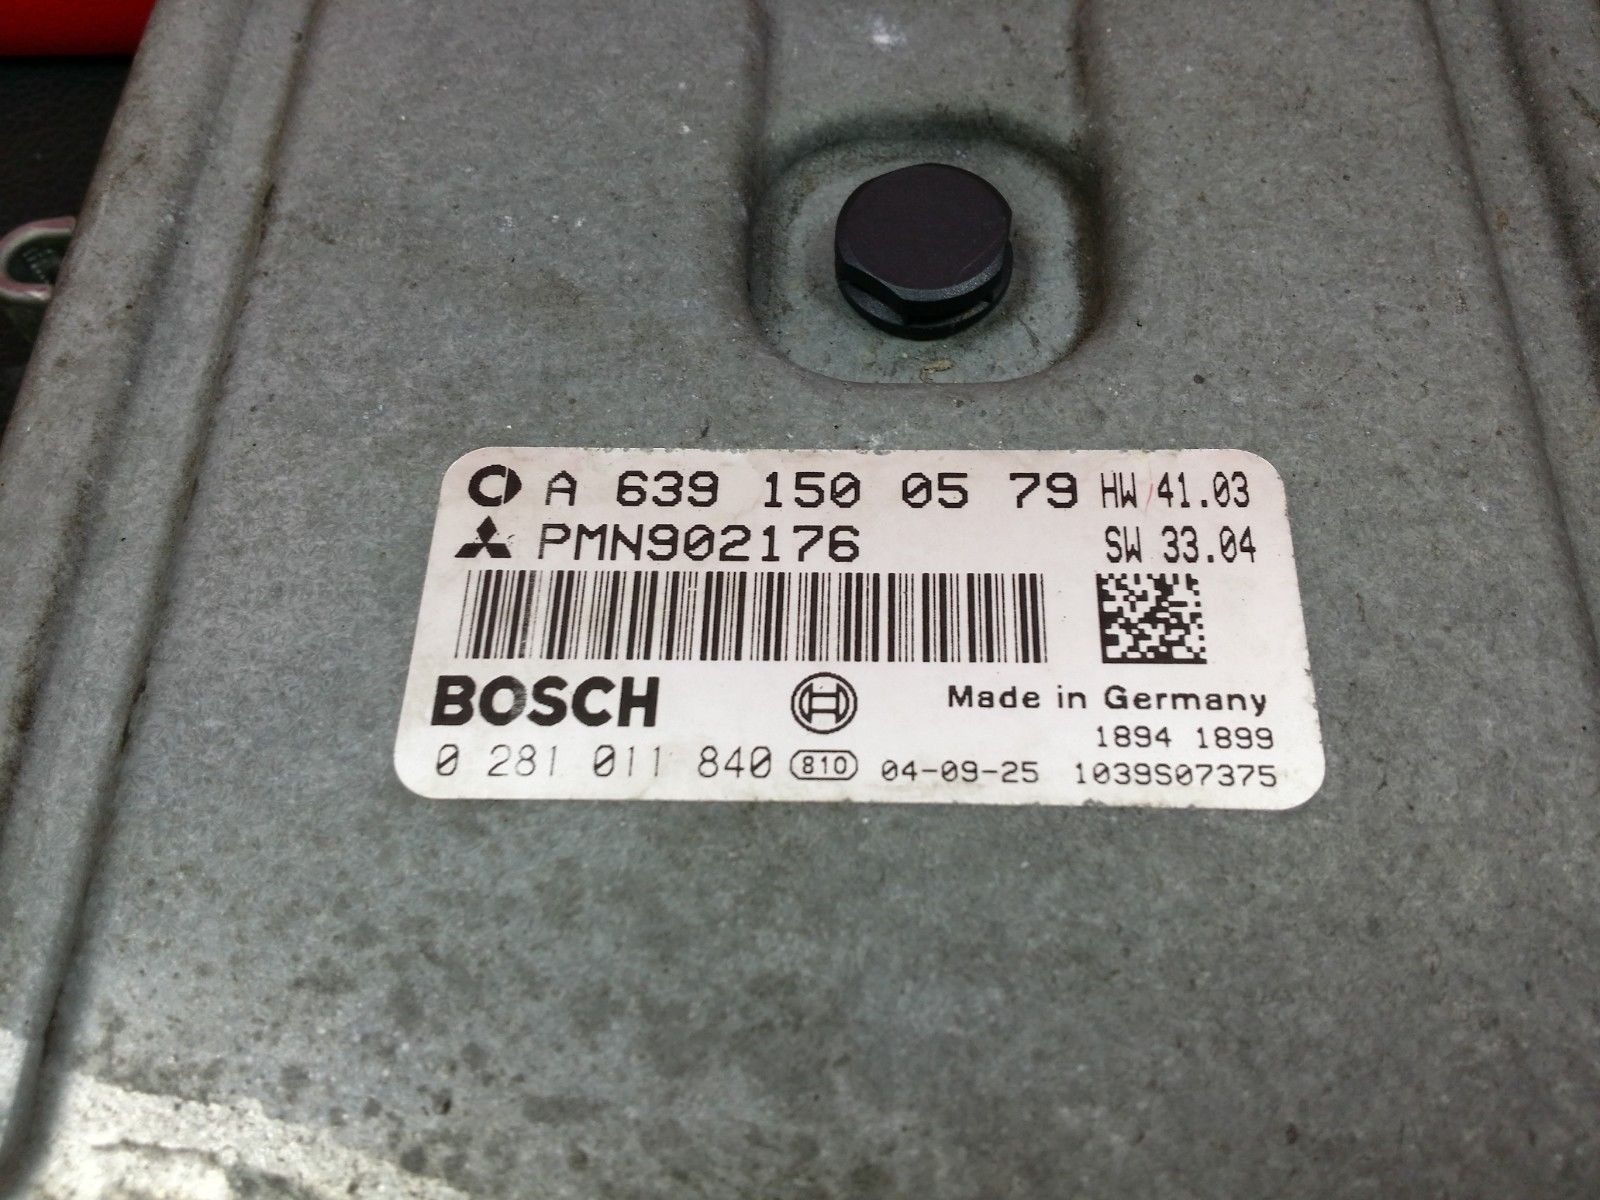 A 639 150 05 79 HW 41.03
PMN902176 SW 33.04
BOSCH Made in Germany
1894 1899
0 281 011 840 810 04-09-25 1039S07375